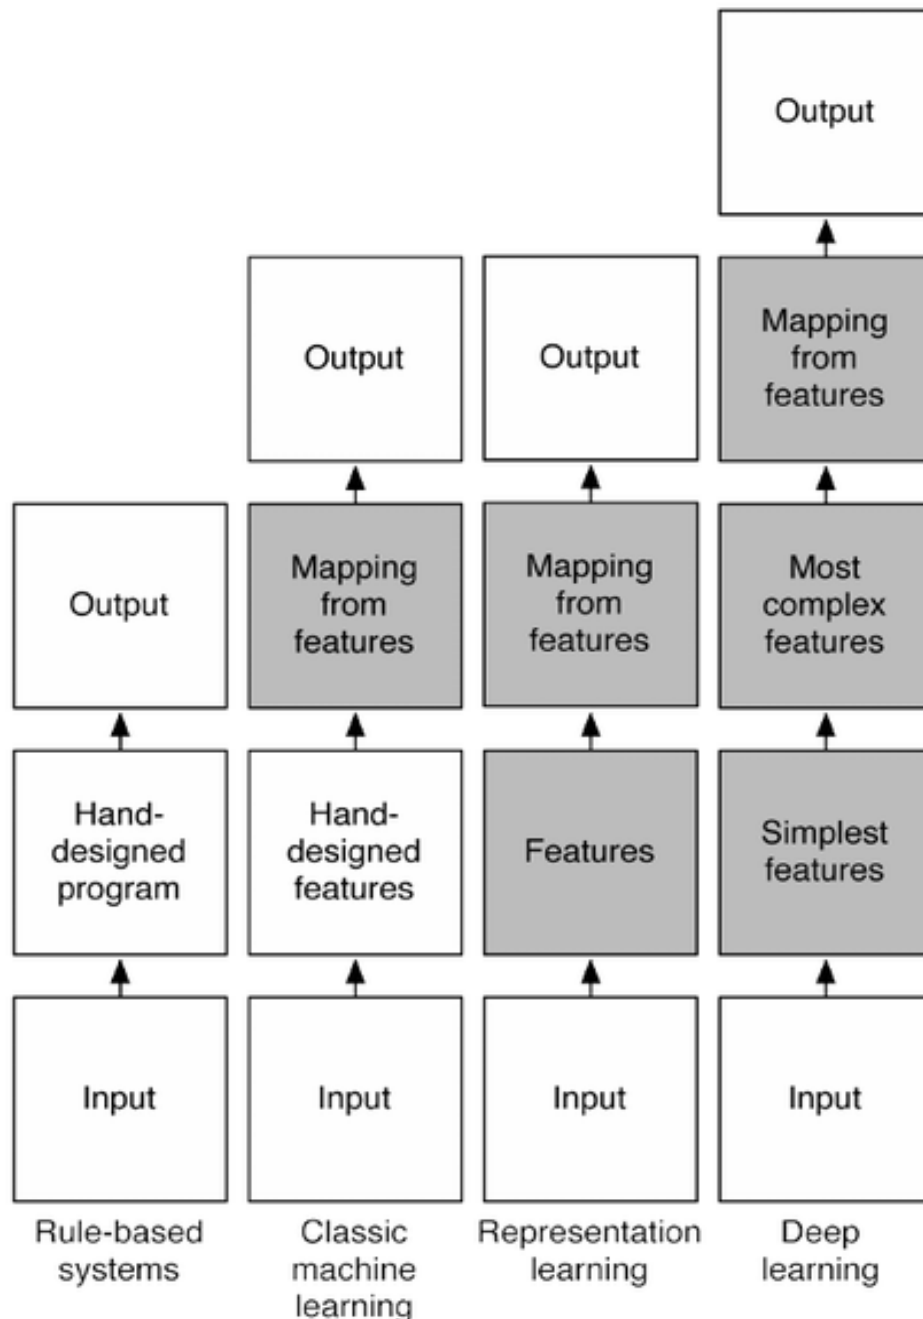 Output
Mapping
from
features
Output
Output
Most
complex
features
Mapping
from
features
Mapping
from
features
Output
Simplest
features
Features
Hand-
designed
features
Hand-
designed
program
Input
Input
Input
Input
Rule-based
systems
Classic
machine
learning
Representation
learning
Deep
learning